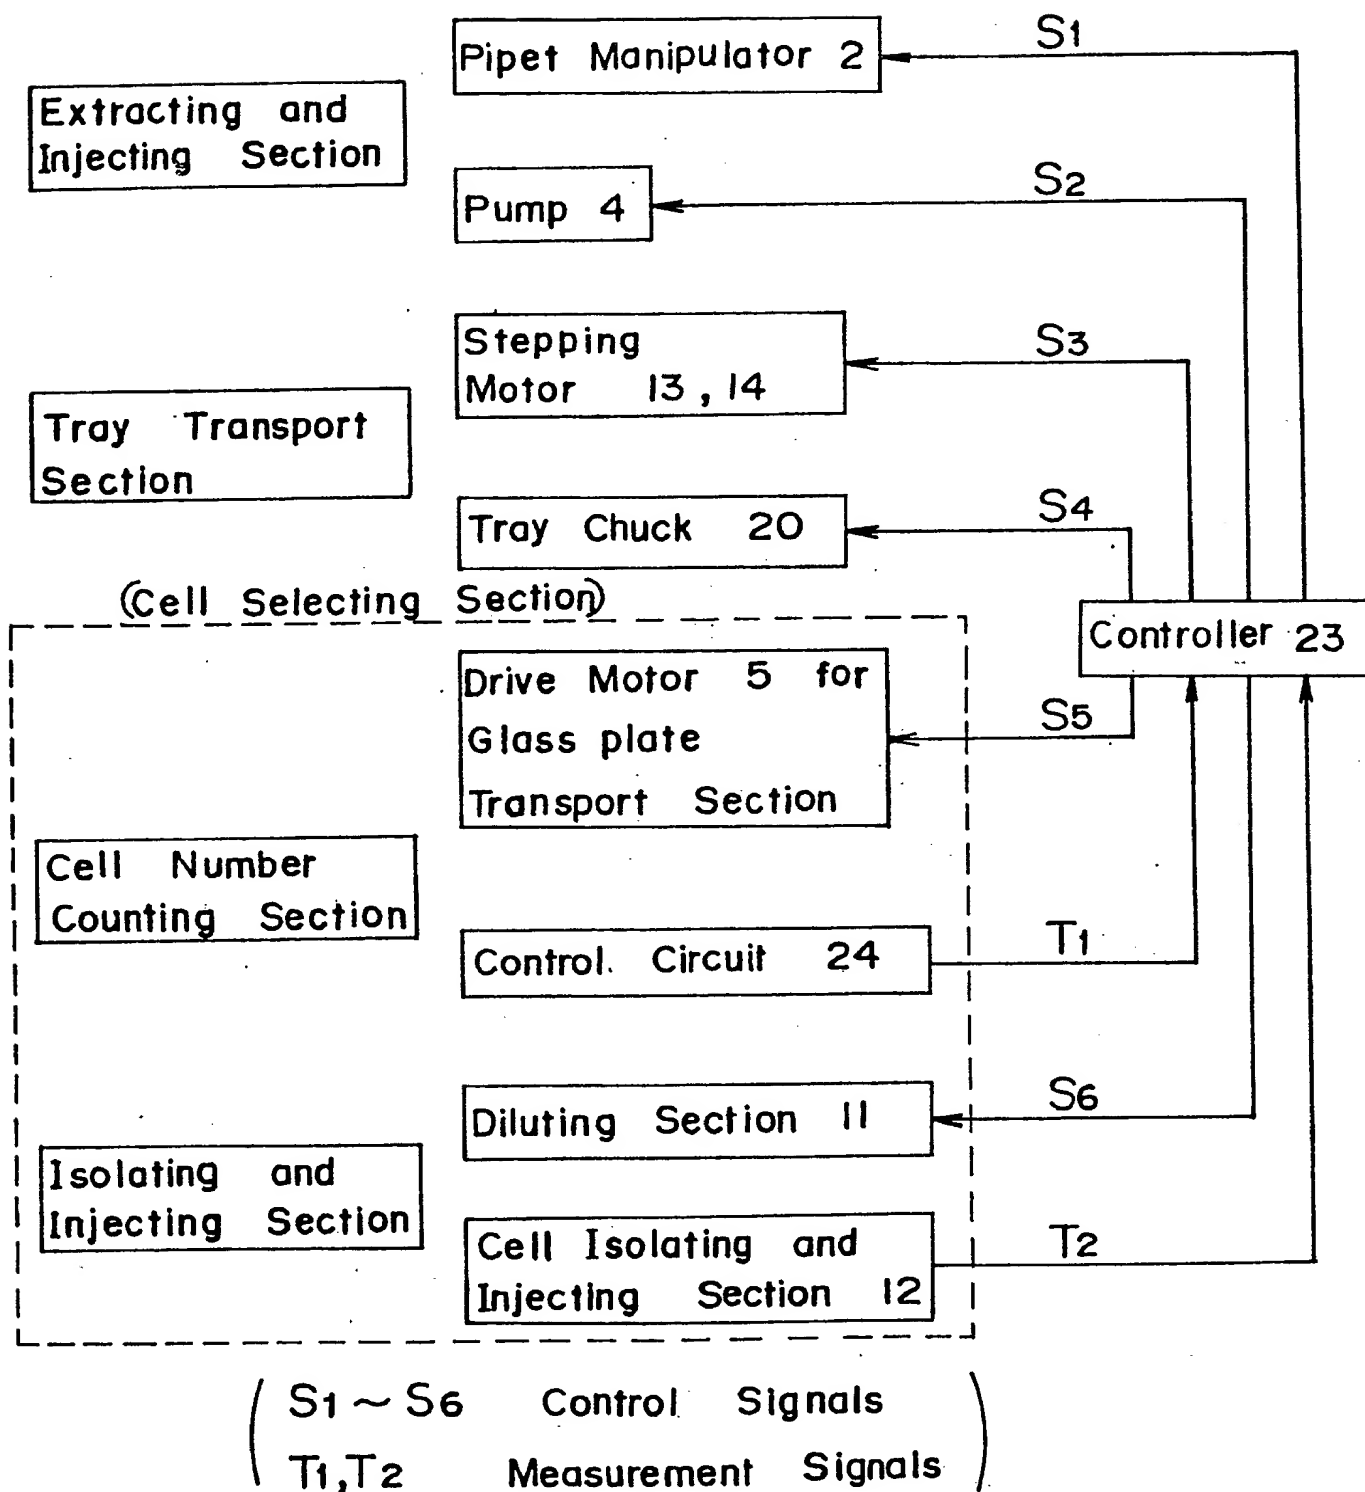 S1
Pipet Manipulator 2
Extracting and
Injecting Section
S2
Pump 4
Stepping
Motor 13, 14
S3
Tray Transport
Section
Tray Chuck 20
S4
(Cell Selecting Section)
Controller 23
Drive Motor 5 for
Glass plate
Transport Section
S5
Cell Number
Counting Section
Control. Circuit 24
T1
Diluting Section 11
S6
Isolating and
Injecting Section
Cell Isolating and
Injecting Section 12
T2
S1 ~ S6 Control Signals
T1, T2 Measurement Signals